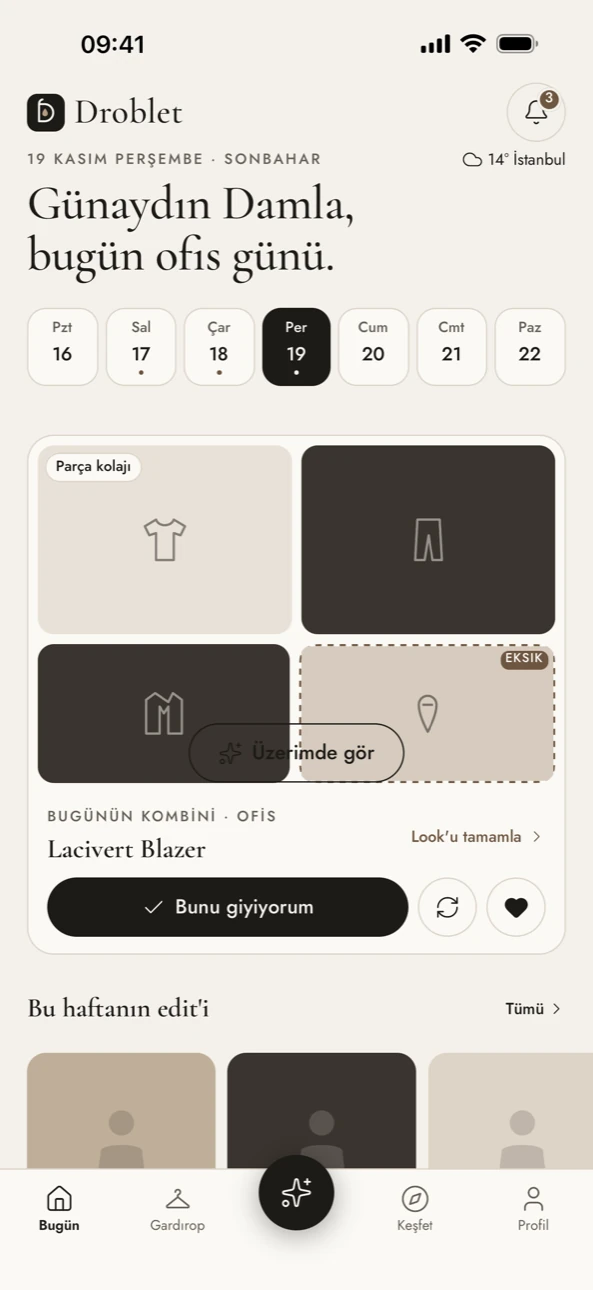 09:41
Droblet
3
19 KASIM PERŞEMBE · SONBAHAR
14° İstanbul
Günaydın Damla,
bugün ofis günü.
Pzt Sal Çar Per Cum Cmt Paz
16 17 18 19 20 21 22
Parça kolajı
EKSIK
Üzerimde gör
BUGÜNÜN KOMBİNİ · OFİS
Lacivert Blazer
Look'u tamamla
Bunu giyiyorum
Bu haftanın edit'i
Tümü
Bugün Gardırop Keşfet Profil